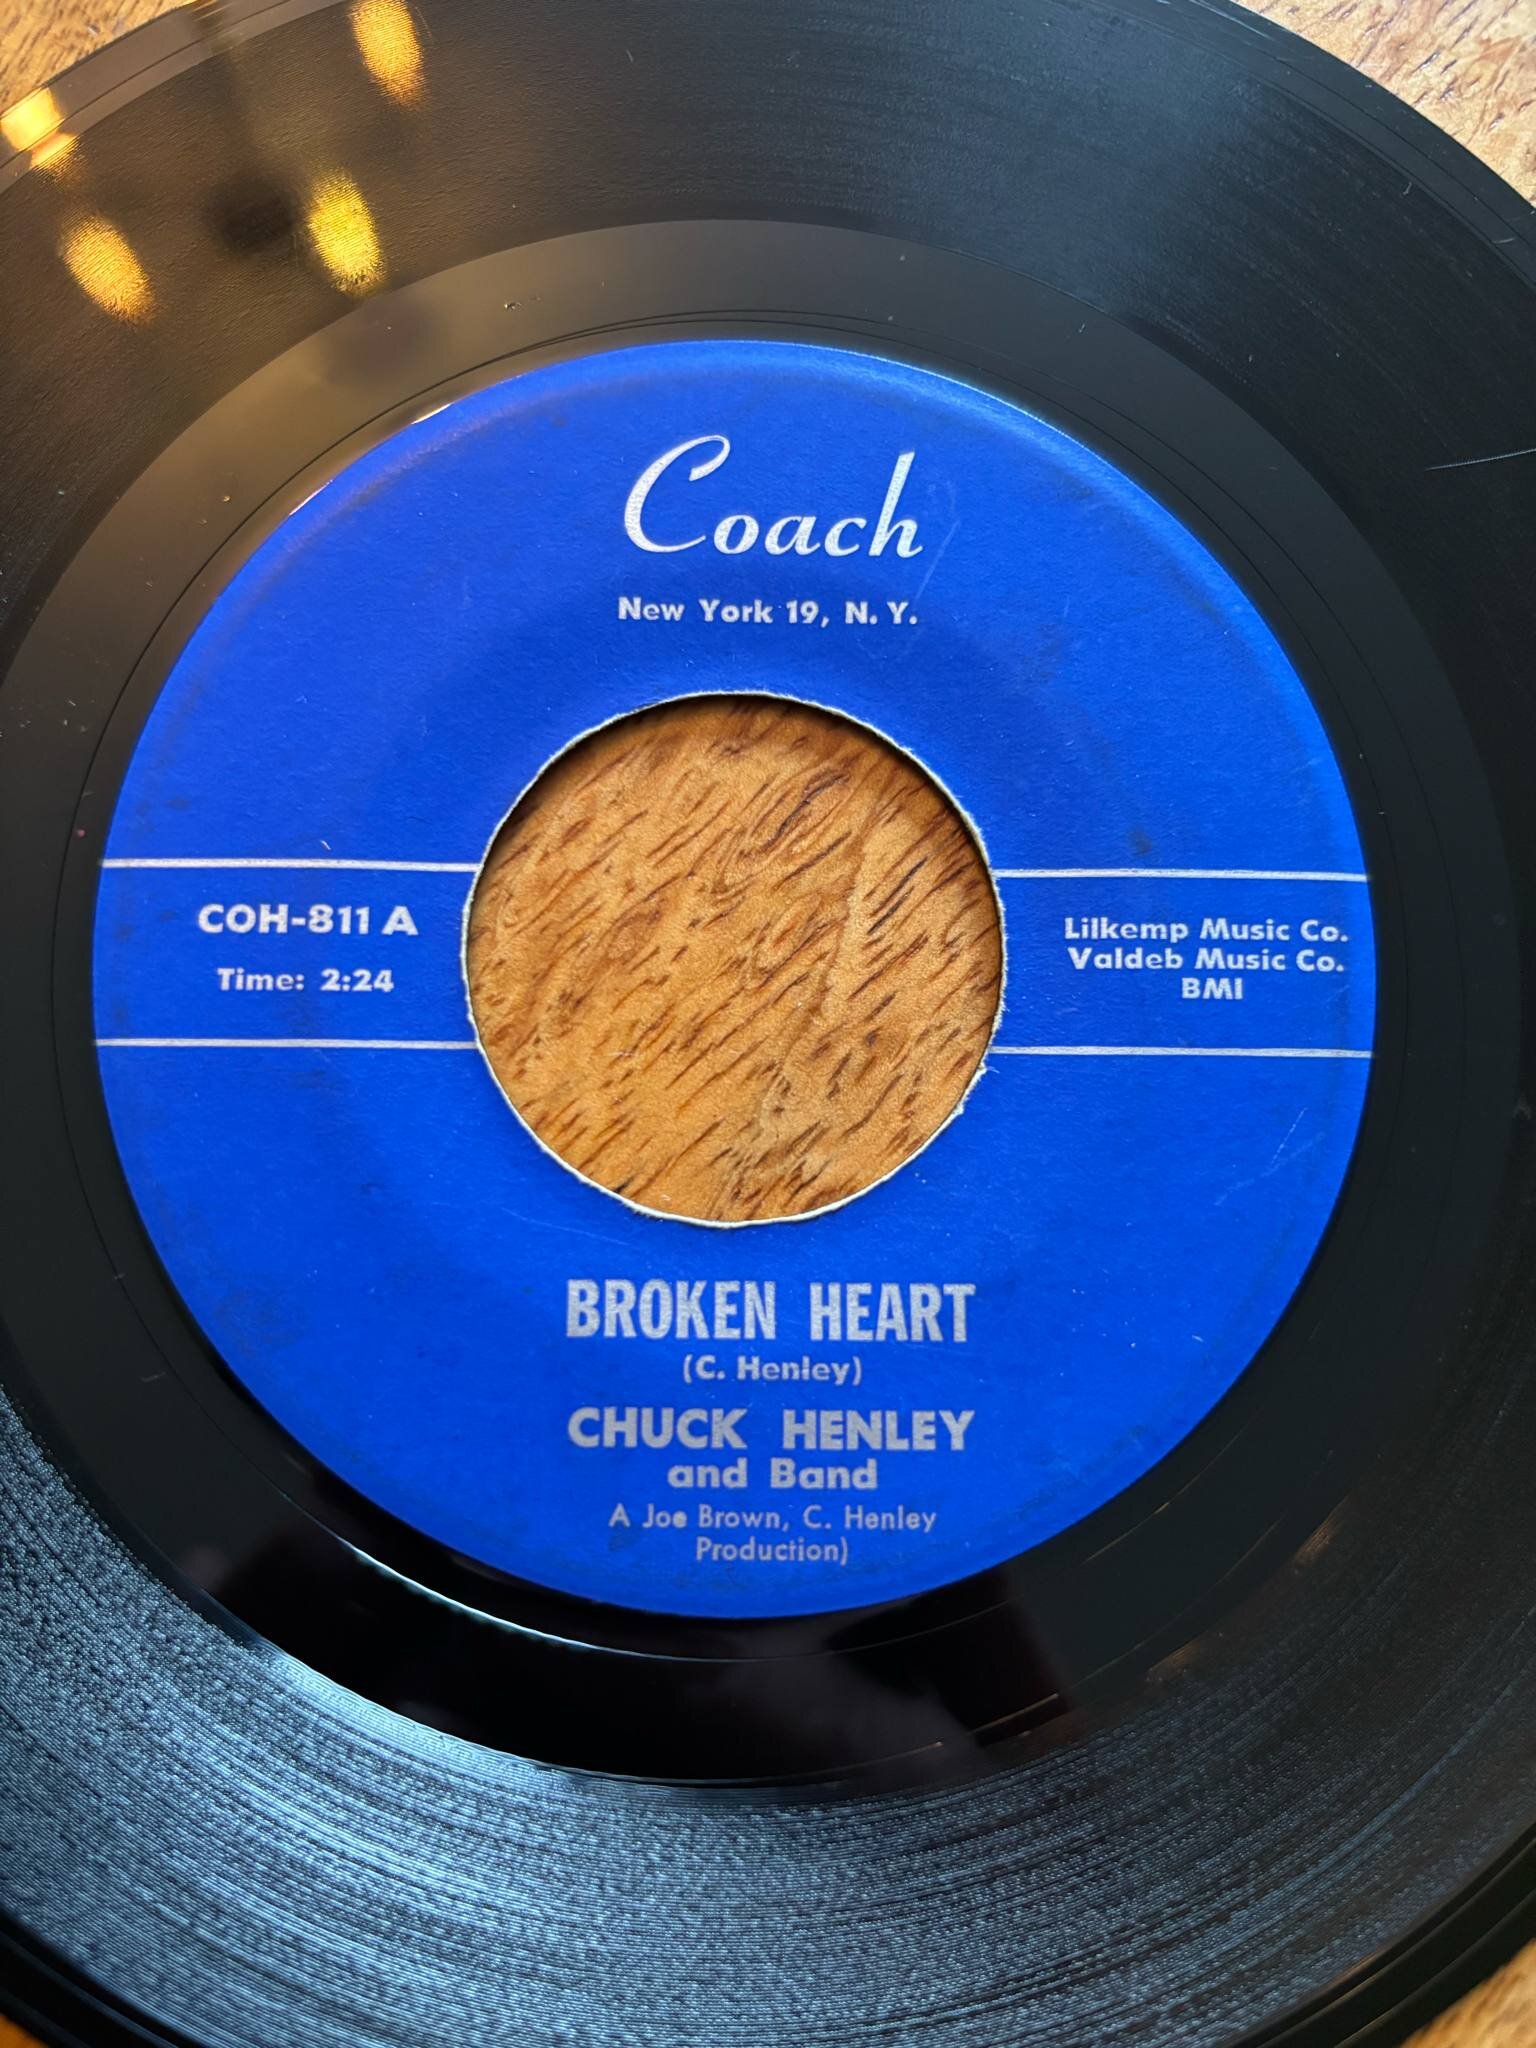 Coach
New York 19, N. Y.
COH-811 A
Time: 2:24
Lilkemp Music Co.
Valdeb Music Co.
BMI
BROKEN HEART
(C. Henley)
CHUCK HENLEY
and Band
A Joe Brown, C. Henley
Production)